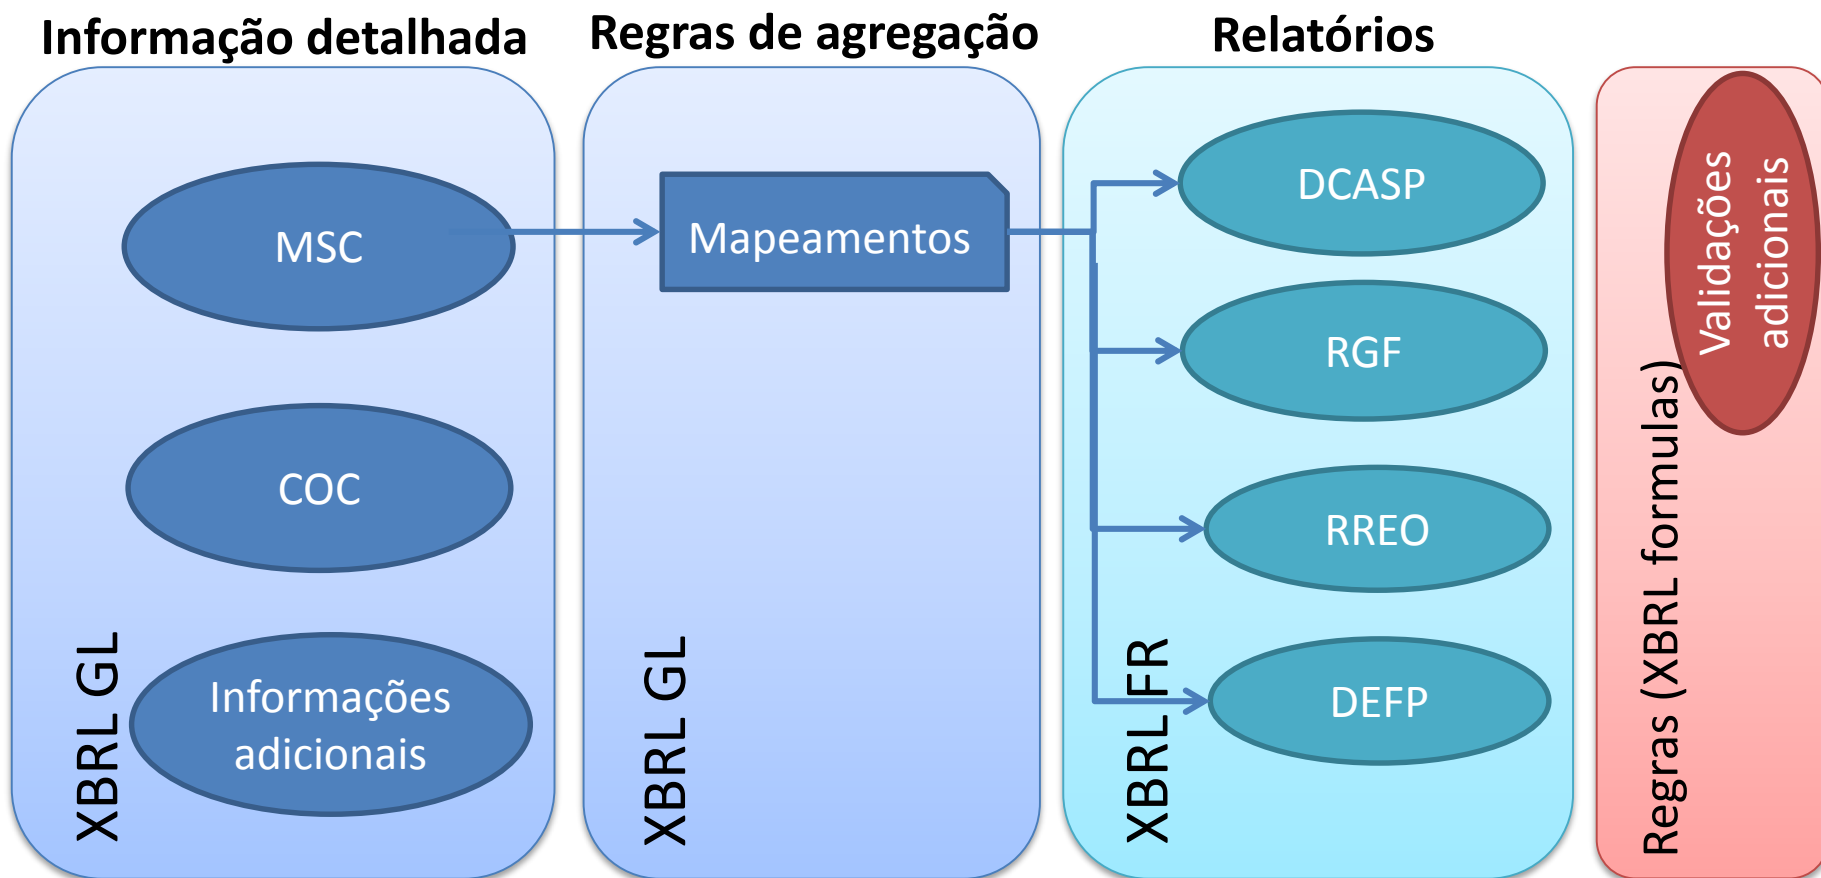 Informação detalhada
MSC
COC
Informações
adicionais
XBRL GL
Regras de agregação
Mapeamentos
XBRL GL
Relatórios
DCASP
RGF
RREO
DEFP
XBRL FR
Validações
adicionais
Regras (XBRL formulas)